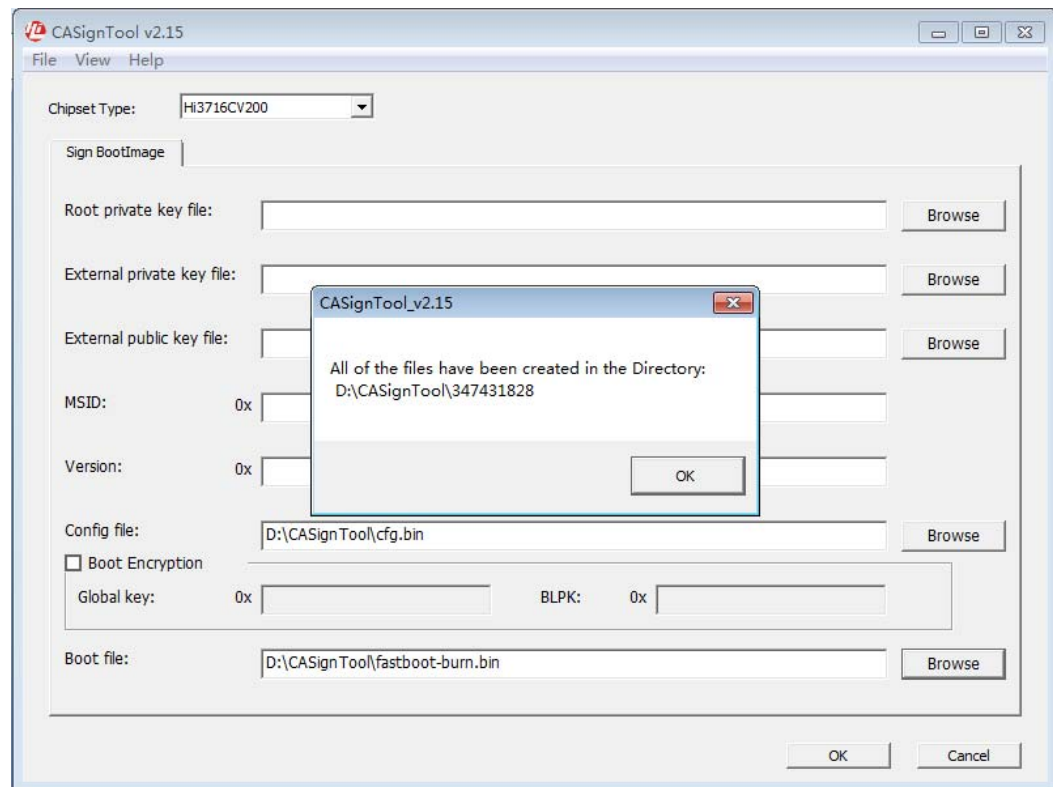 CASignTool v2.15
File View Help
Chipset Type: Hi3716CV200
Sign BootImage
Root private key file: Browse
External private key file: Browse
CASignTool_v2.15
External public key file: Browse
All of the files have been created in the Directory:
D:\CASignTool\347431828
MSID: 0x
Version: 0x
OK
Config file: D:\CASignTool\cfg.bin Browse
Boot Encryption
Global key: 0x BLPK: 0x
Boot file: D:\CASignTool\fastboot-burn.bin Browse
OK Cancel